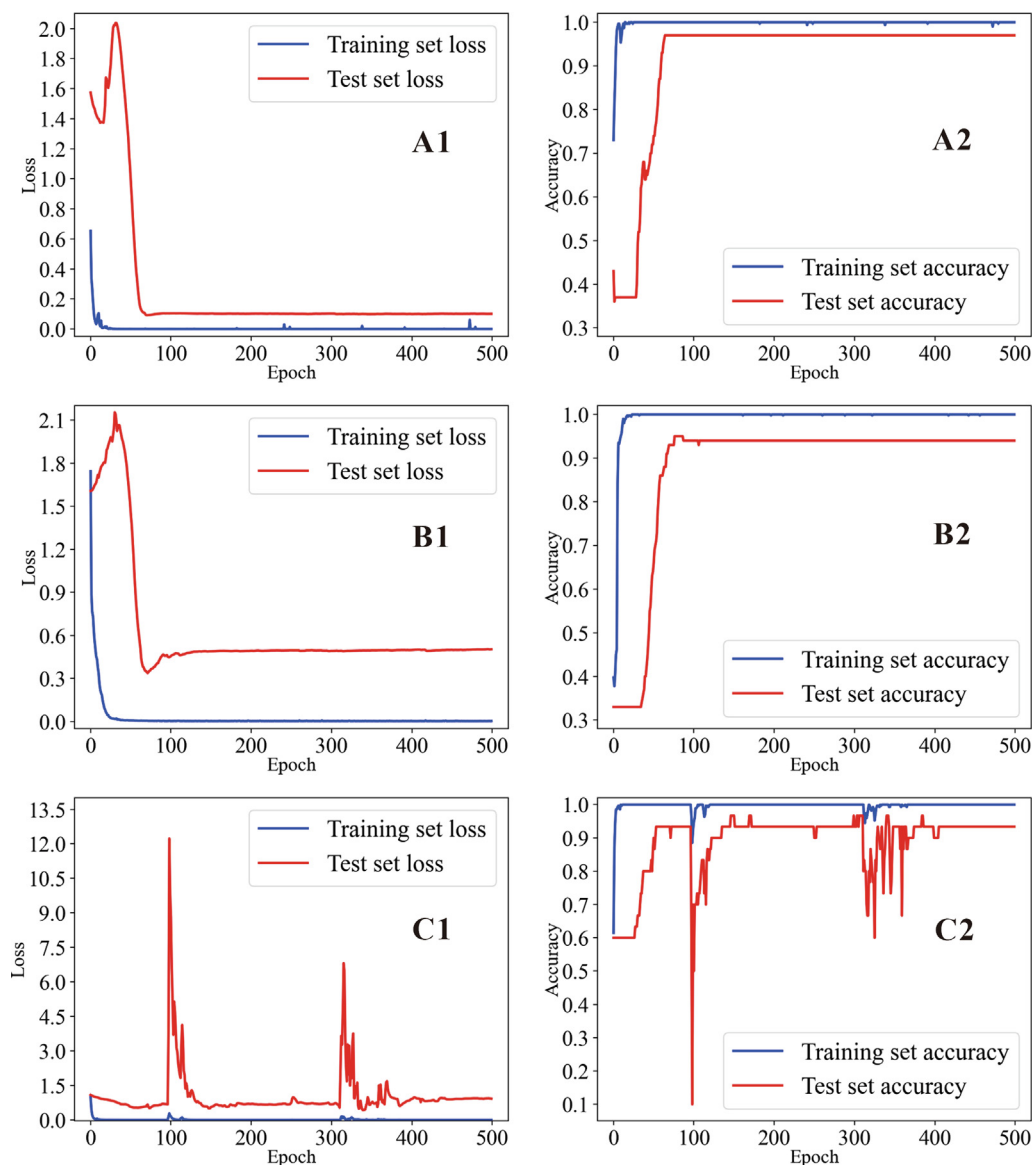 2.0
1.8
1.6
1.4
1.2
1.0
0.8
0.6
0.4
0.2
0.0
Loss
Training set loss
Test set loss
A1
0 100 200 300 400 500
Epoch
1.0
0.9
0.8
0.7
0.6
0.5
0.4
0.3
Accuracy
A2
Training set accuracy
Test set accuracy
0 100 200 300 400 500
Epoch
2.1
1.8
1.5
1.2
0.9
0.6
0.3
0.0
Loss
Training set loss
Test set loss
B1
0 100 200 300 400 500
Epoch
1.0
0.9
0.8
0.7
0.6
0.5
0.4
0.3
Accuracy
B2
Training set accuracy
Test set accuracy
0 100 200 300 400 500
Epoch
13.5
12.0
10.5
9.0
7.5
6.0
4.5
3.0
1.5
0.0
Loss
Training set loss
Test set loss
C1
0 100 200 300 400 500
Epoch
1.0
0.9
0.8
0.7
0.6
0.5
0.4
0.3
0.2
0.1
Accuracy
C2
Training set accuracy
Test set accuracy
0 100 200 300 400 500
Epoch